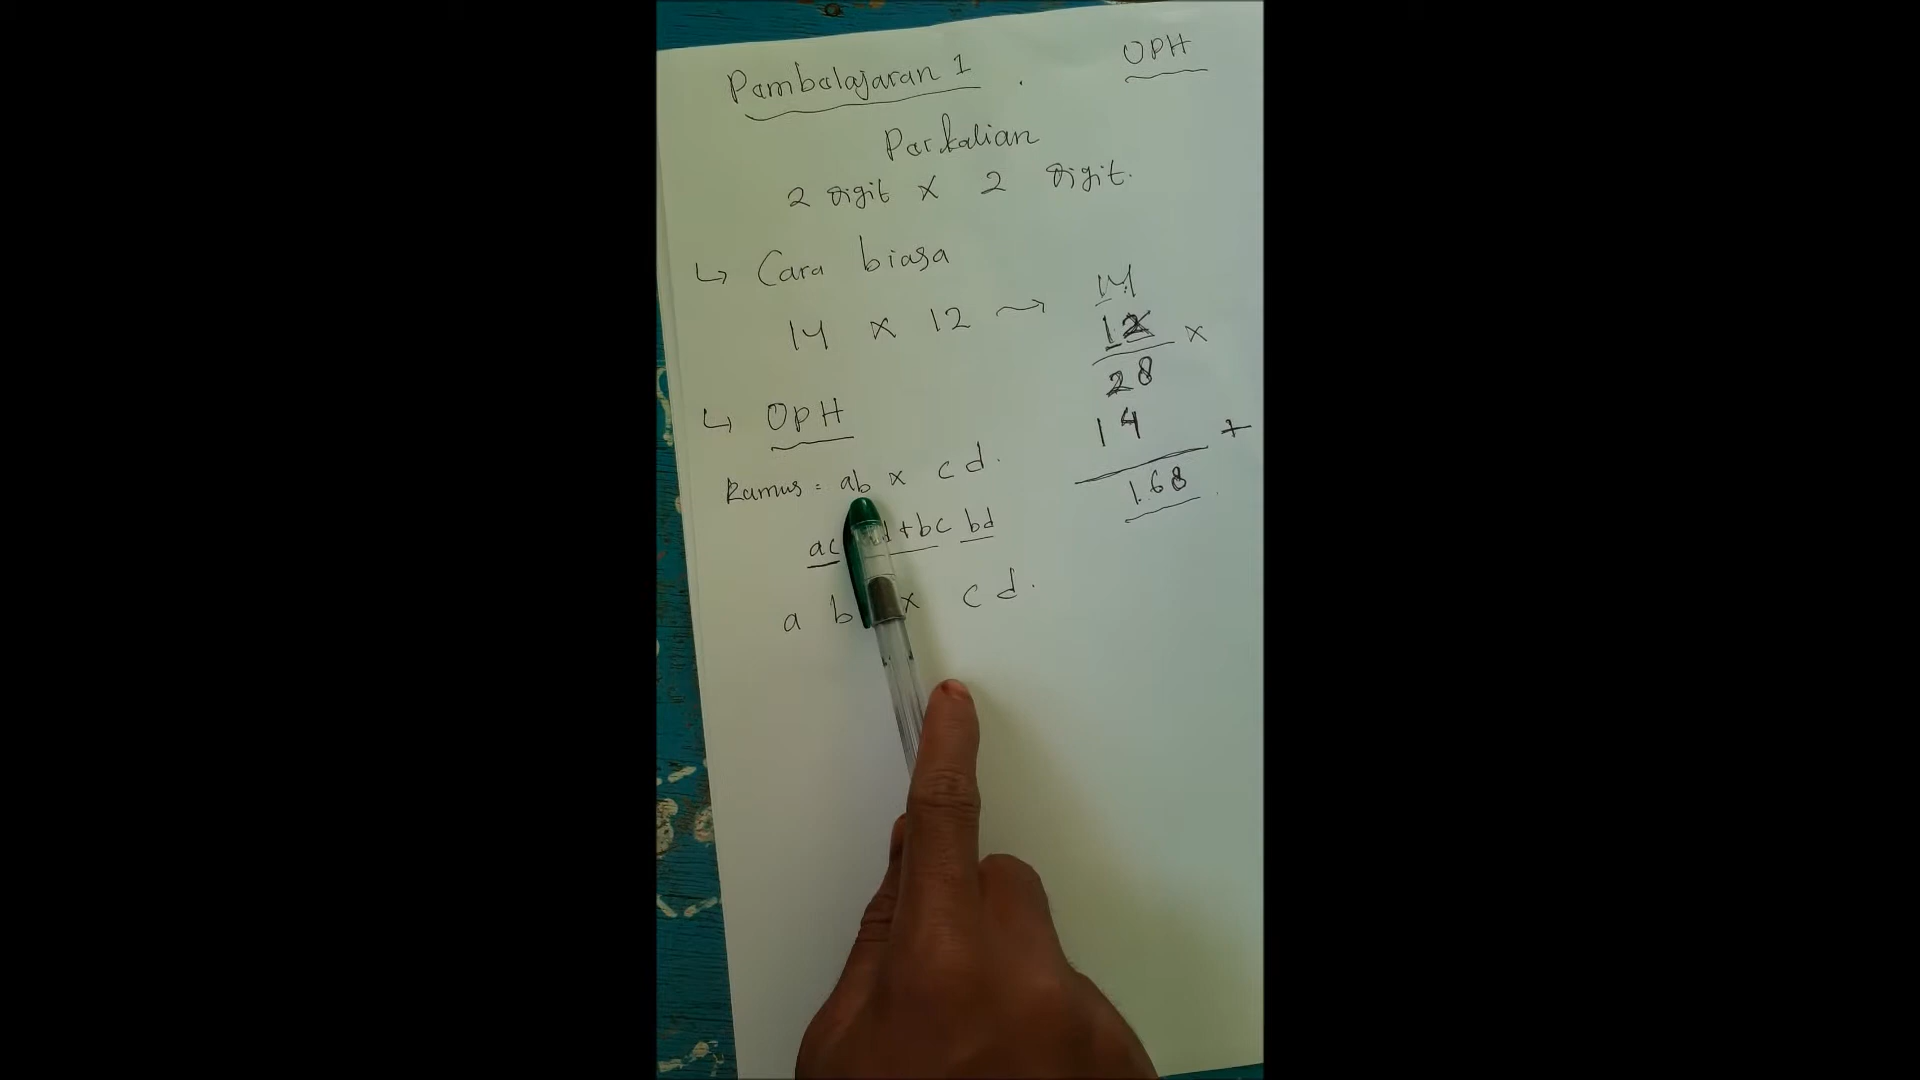 Pembelajaran 1 . OPH
Perkalian
2 digit x 2 digit.
↳ Cara biasa
14 x 12 → 14
12 x
28
14 +
168
↳ OPH
Rumus = ab x cd.
ac +bc bd
a b x c d.